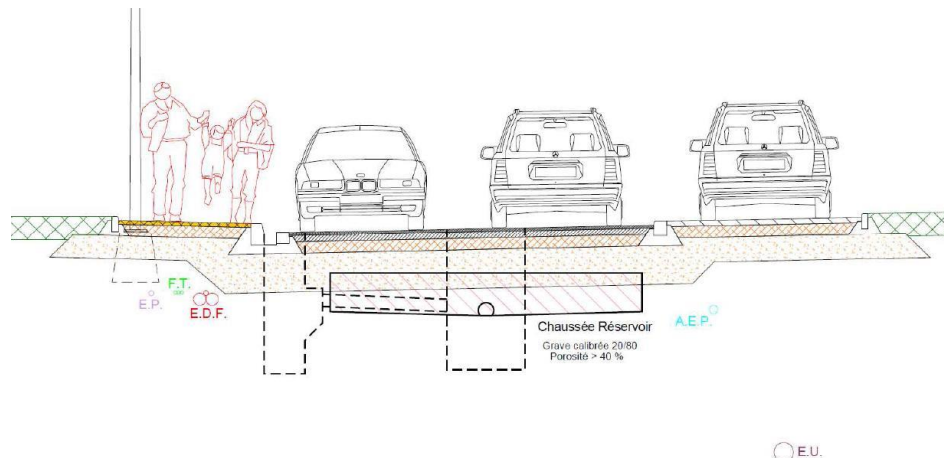 F.T.
E.P.
E.D.F.
Chaussée Réservoir
Grave calibrée 20/80
Porosité > 40 %
A.E.P.
E.U.